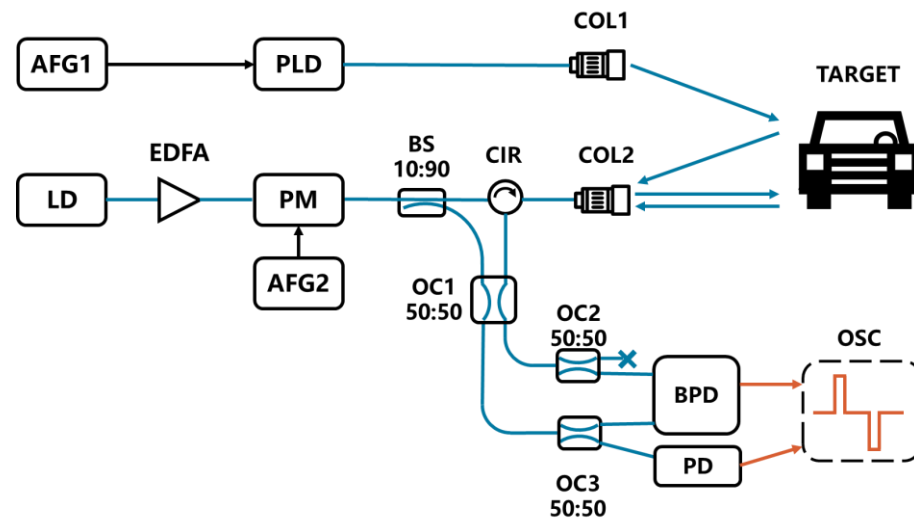 COL1
AFG1
PLD
TARGET
EDFA
BS
10:90
CIR
COL2
LD
PM
AFG2
OC1
50:50
OC2
50:50
OSC
BPD
PD
OC3
50:50